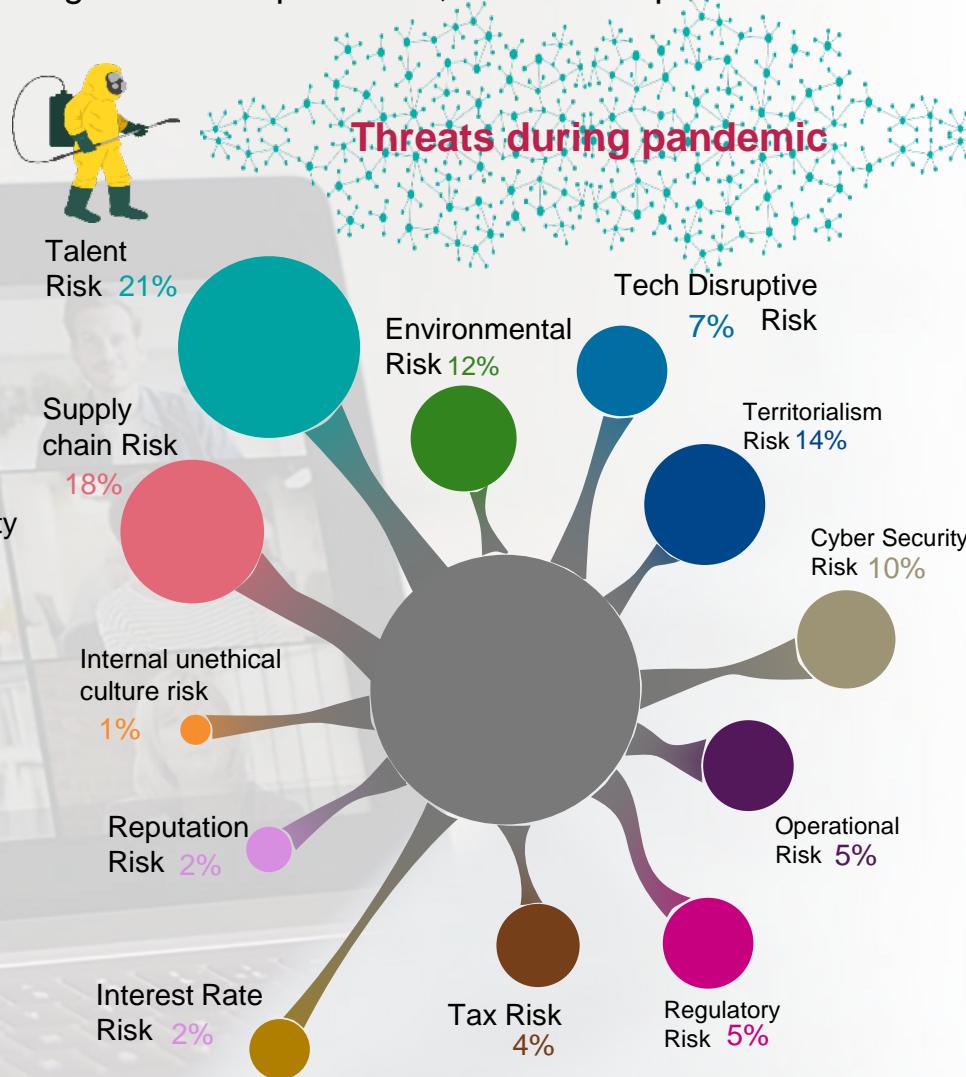 Threats during pandemic
Talent
Risk 21%
Environmental
Risk 12%
Tech Disruptive
7% Risk
Supply
chain Risk
18%
Territorialism
Risk 14%
Cyber Security
Risk 10%
Internal unethical
culture risk
1%
Operational
Risk 5%
Reputation
Risk 2%
Interest Rate
Risk 2%
Tax Risk
4%
Regulatory
Risk 5%